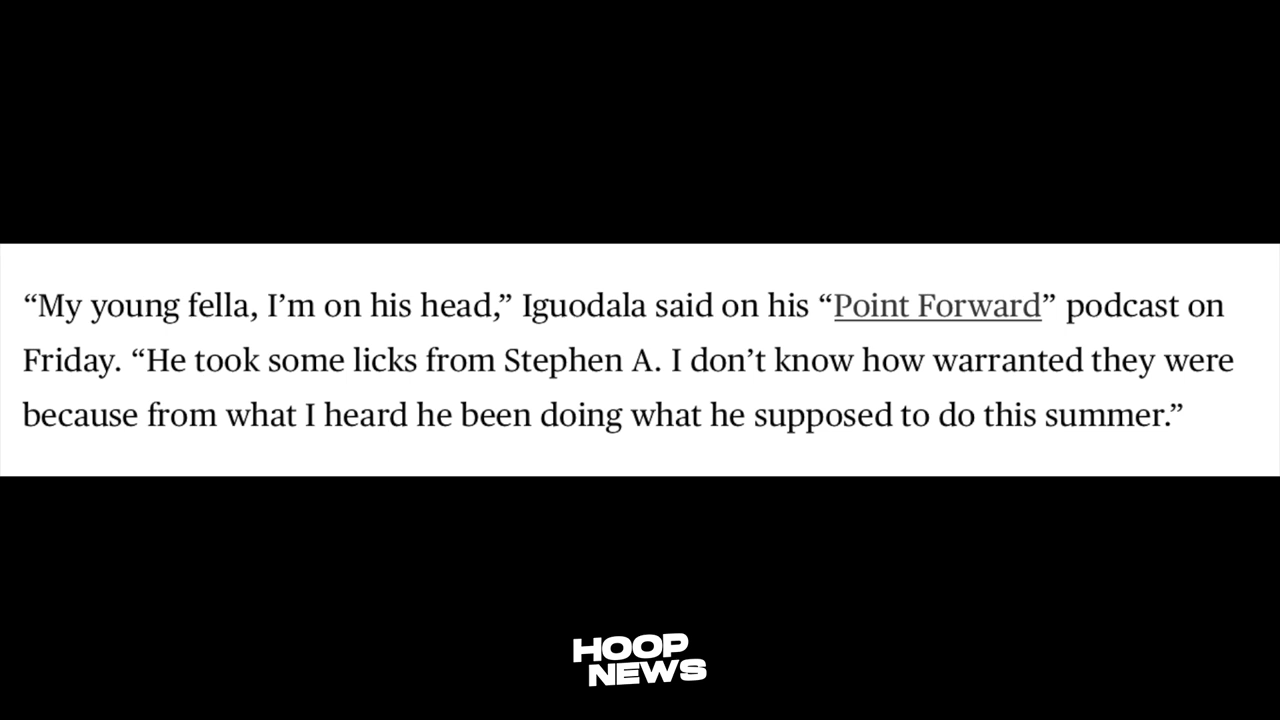 “My young fella, I’m on his head,” Iguodala said on his “Point Forward” podcast on
Friday. “He took some licks from Stephen A. I don’t know how warranted they were
because from what I heard he been doing what he supposed to do this summer.”
HOOP
NEWS